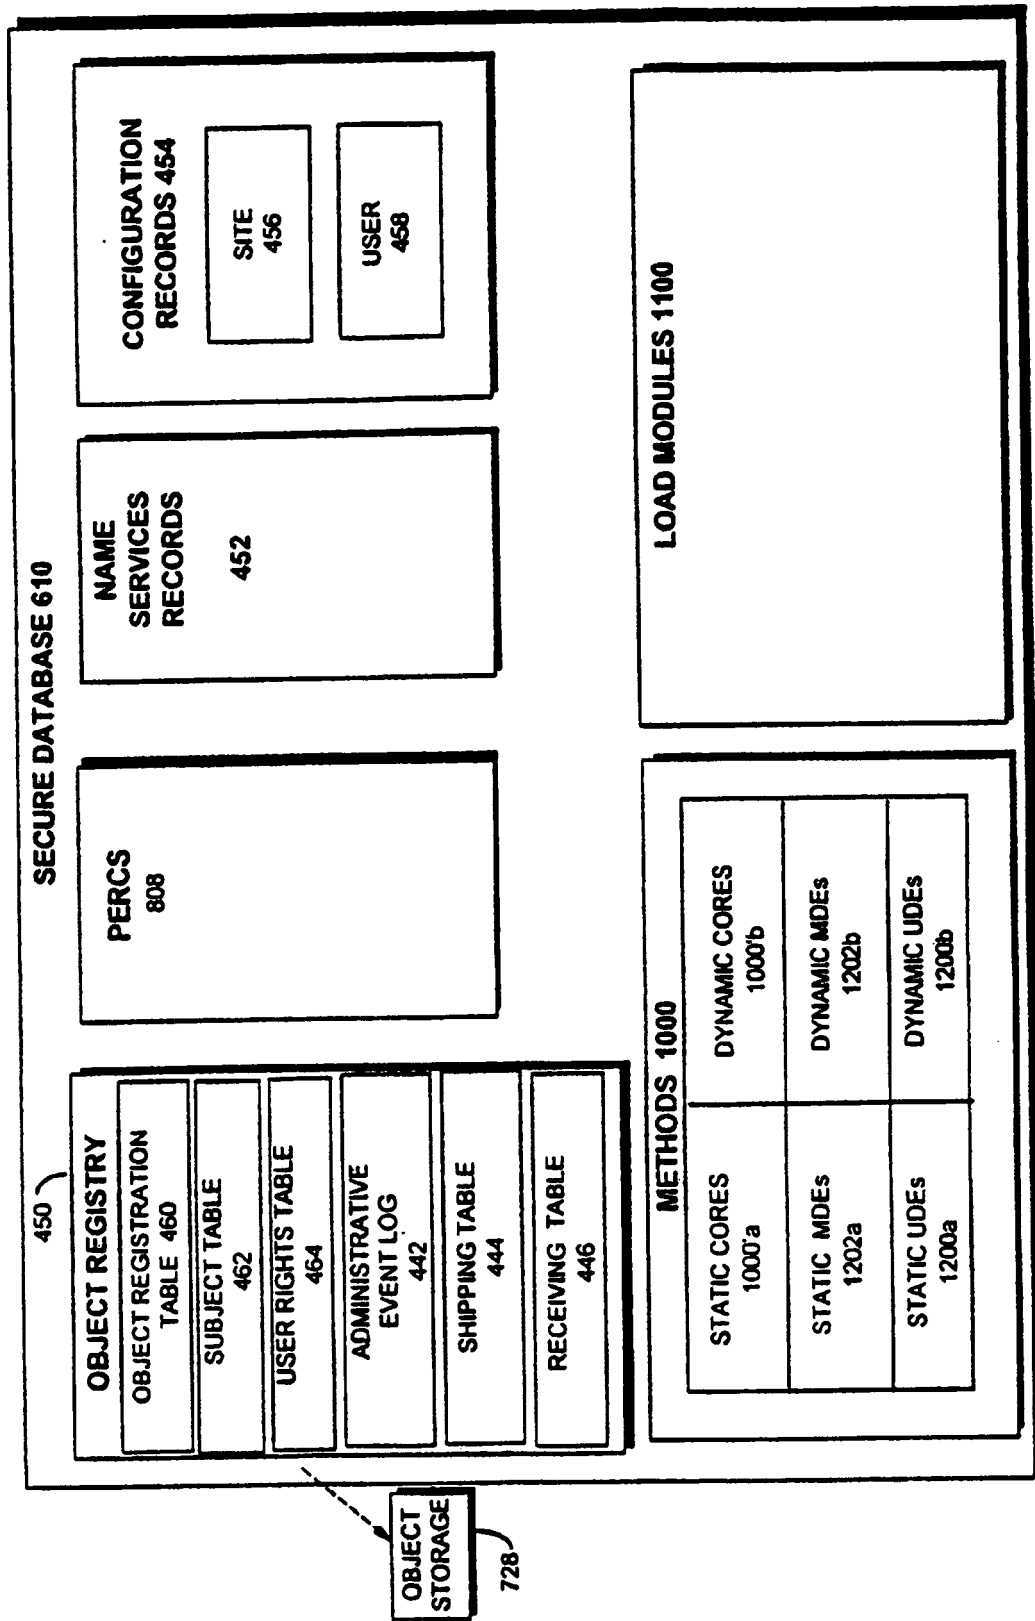 SECURE DATABASE 610
450
OBJECT REGISTRY
OBJECT REGISTRATION
TABLE 460
SUBJECT TABLE
462
USER RIGHTS TABLE
464
ADMINISTRATIVE
EVENT LOG
442
SHIPPING TABLE
444
RECEIVING TABLE
446
PERCS
808
NAME
SERVICES
RECORDS
452
CONFIGURATION
RECORDS 454
SITE
456
USER
458
OBJECT
STORAGE
728
METHODS 1000
STATIC CORES
1000'a
DYNAMIC CORES
1000'b
STATIC MDEs
1202a
DYNAMIC MDEs
1202b
STATIC UDEs
1200a
DYNAMIC UDEs
1200b
LOAD MODULES 1100